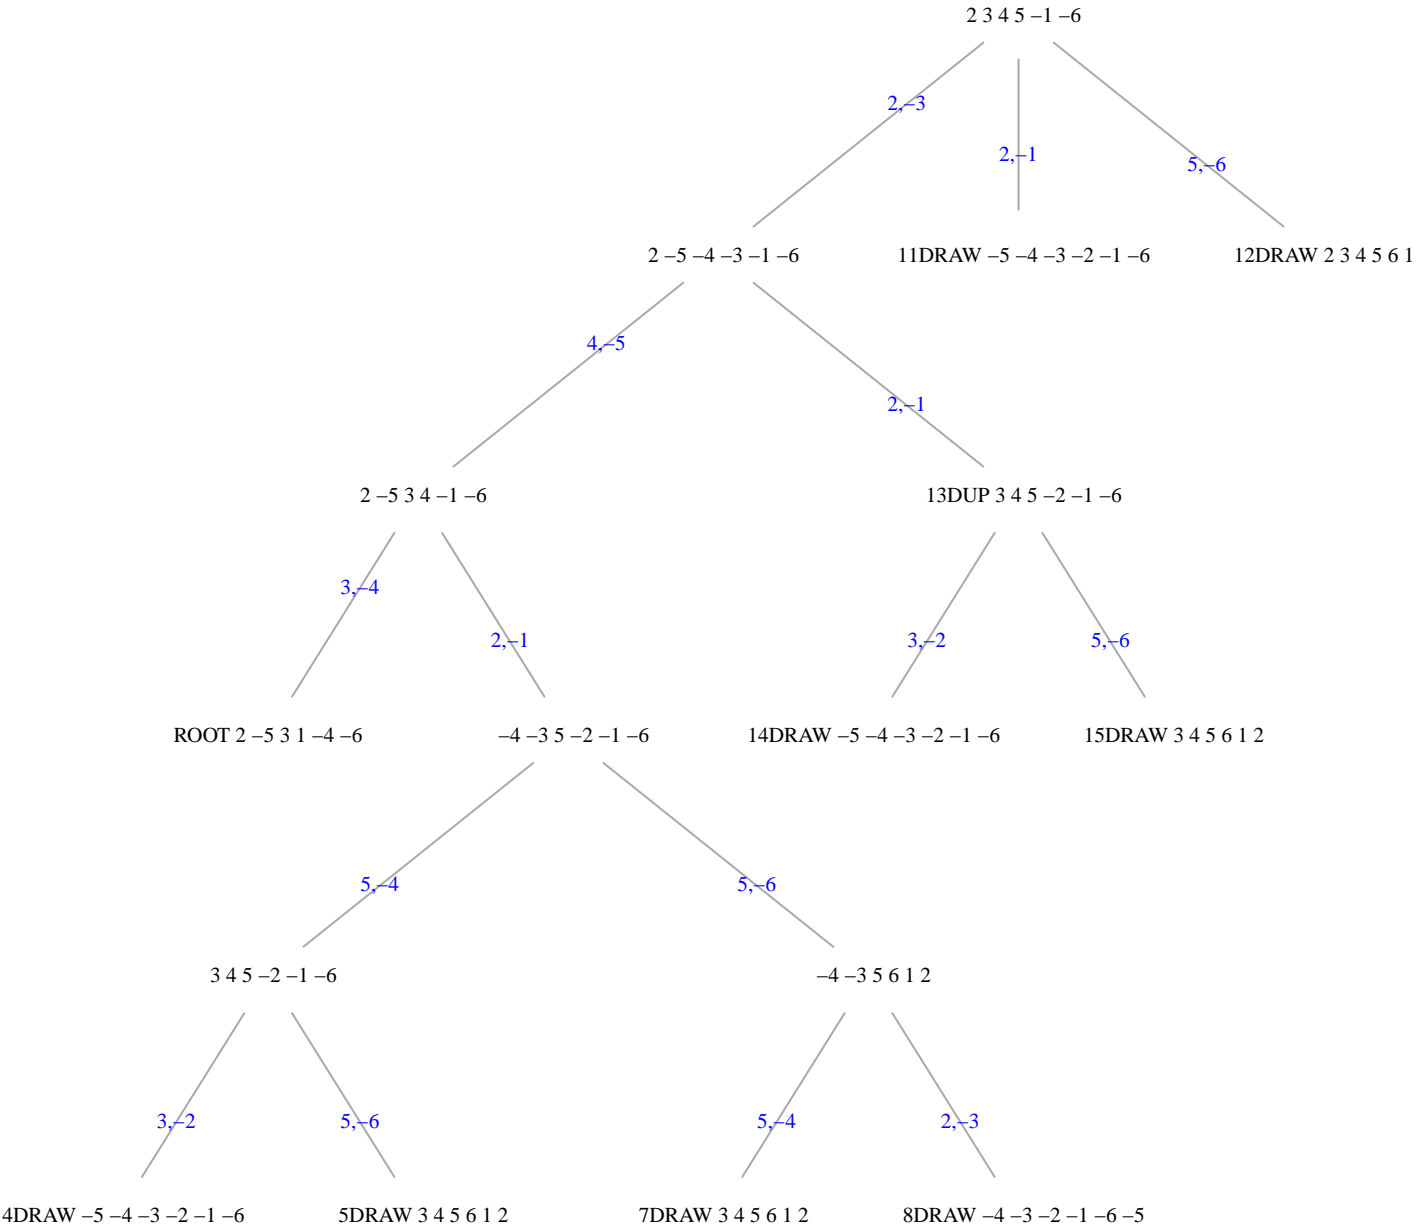 2 3 4 5 –1 –6
2,–3
2,–1
5,–6
2 –5 –4 –3 –1 –6
11DRAW –5 –4 –3 –2 –1 –6
12DRAW 2 3 4 5 6 1
4,–5
2,–1
2 –5 3 4 –1 –6
13DUP 3 4 5 –2 –1 –6
3,–4
2,–1
3,–2
5,–6
ROOT 2 –5 3 1 –4 –6
–4 –3 5 –2 –1 –6
14DRAW –5 –4 –3 –2 –1 –6
15DRAW 3 4 5 6 1 2
5,–4
5,–6
3 4 5 –2 –1 –6
–4 –3 5 6 1 2
3,–2
5,–6
5,–4
2,–3
4DRAW –5 –4 –3 –2 –1 –6
5DRAW 3 4 5 6 1 2
7DRAW 3 4 5 6 1 2
8DRAW –4 –3 –2 –1 –6 –5